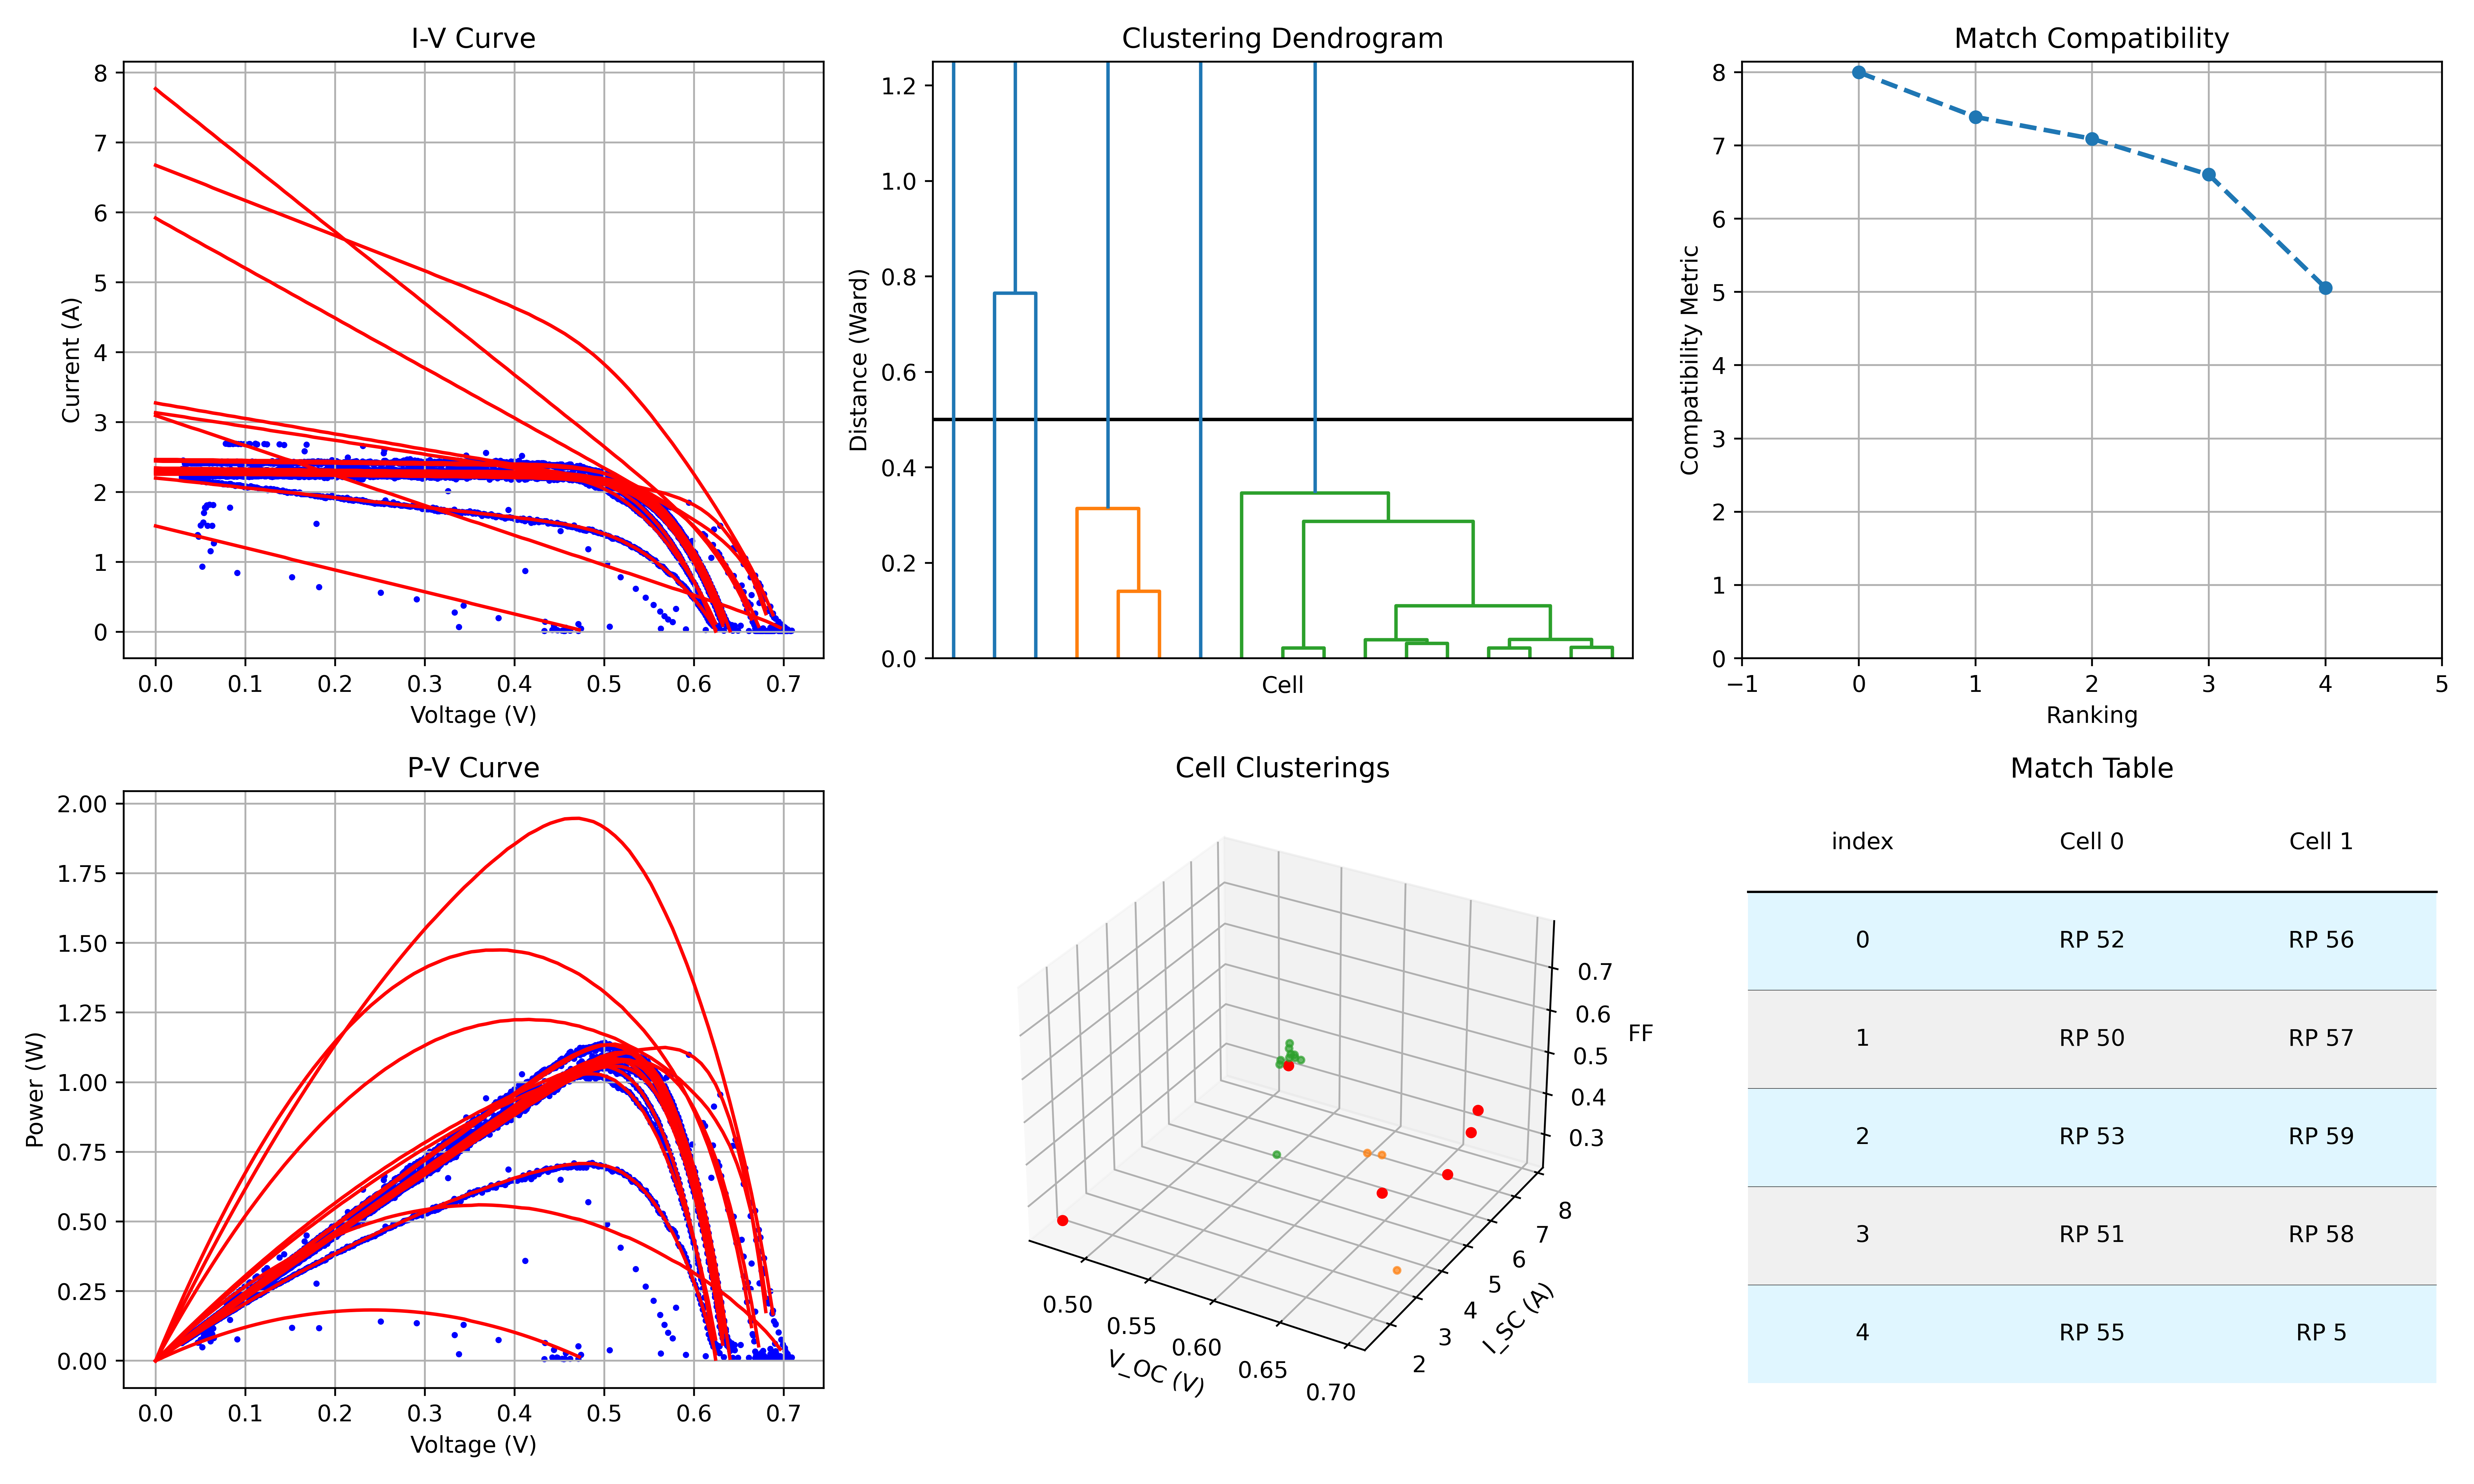 I-V Curve
Current (A)
8
7
6
5
4
3
2
1
0
0.0 0.1 0.2 0.3 0.4 0.5 0.6 0.7
Voltage (V)
Clustering Dendrogram
Distance (Ward)
1.2
1.0
0.8
0.6
0.4
0.2
0.0
Cell
Match Compatibility
Compatibility Metric
8
7
6
5
4
3
2
1
0
−1 0 1 2 3 4 5
Ranking
P-V Curve
Power (W)
2.00
1.75
1.50
1.25
1.00
0.75
0.50
0.25
0.00
0.0 0.1 0.2 0.3 0.4 0.5 0.6 0.7
Voltage (V)
Cell Clusterings
0.7
0.6
0.5
0.4
0.3
FF
8
7
6
5
4
3
2
I_SC (A)
0.50
0.55
0.60
0.65
0.70
V_OC (V)
Match Table
index Cell 0 Cell 1
0 RP 52 RP 56
1 RP 50 RP 57
2 RP 53 RP 59
3 RP 51 RP 58
4 RP 55 RP 5